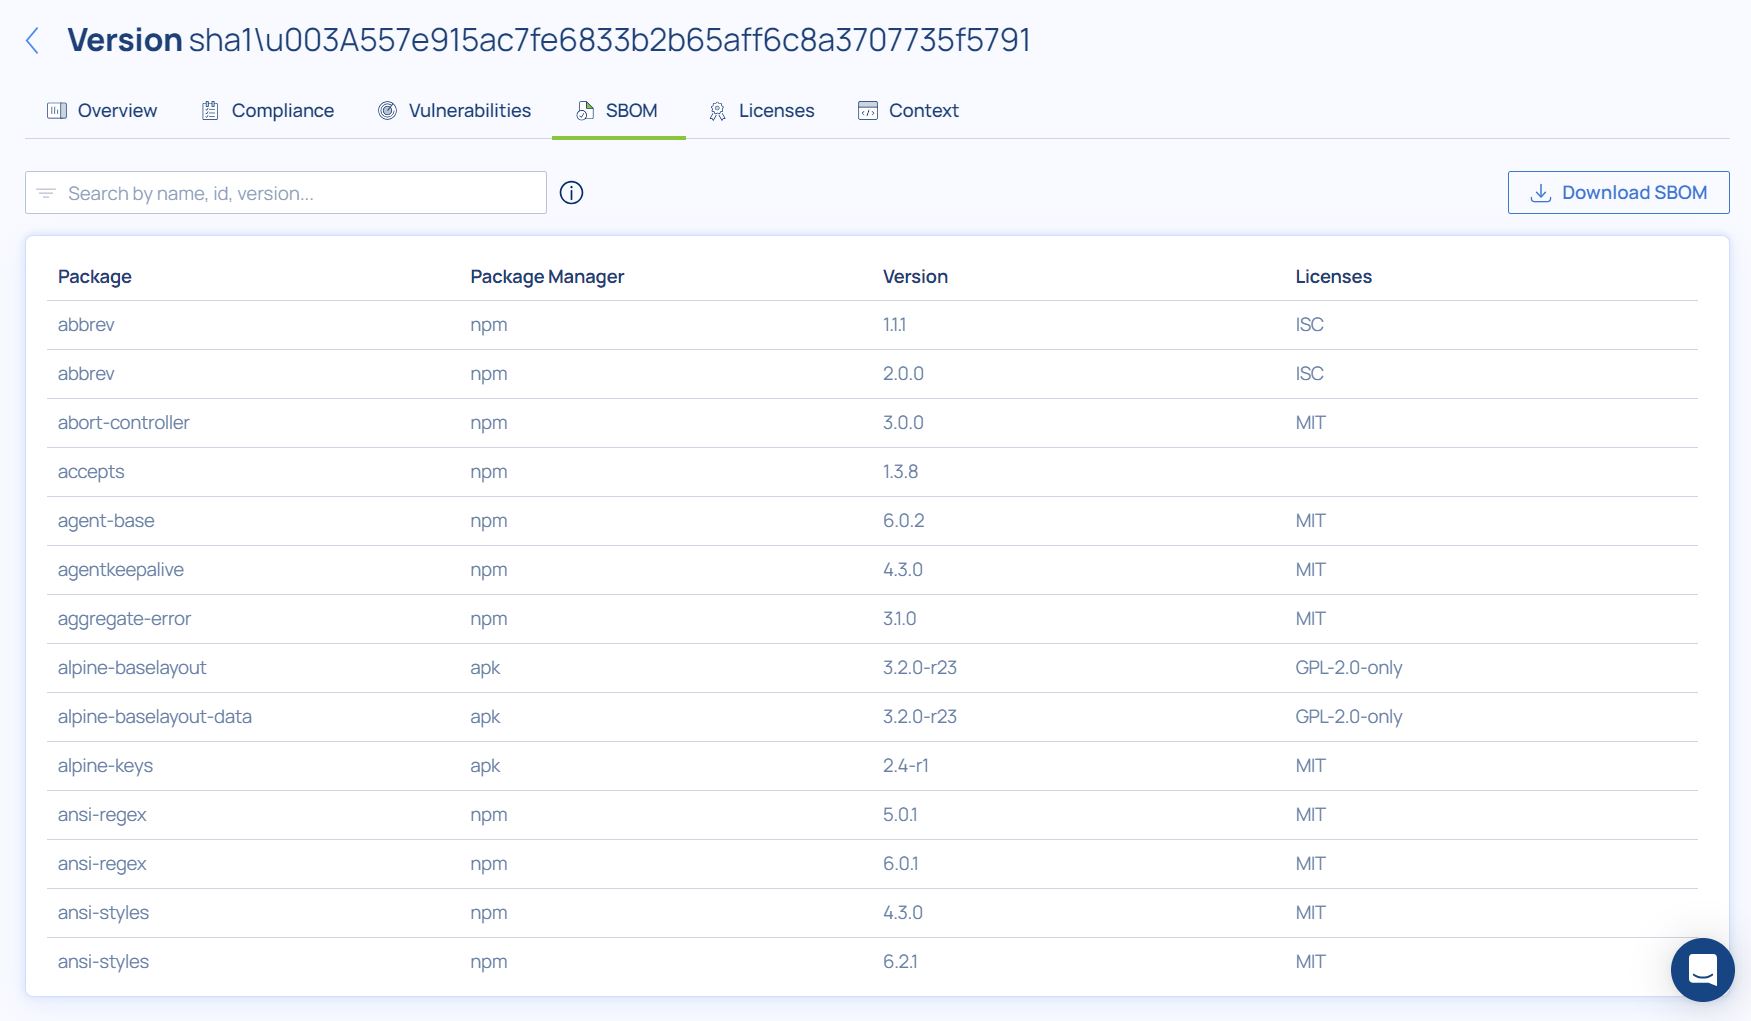 Version sha1\u003A557e915ac7fe6833b2b65aff6c8a3707735f5791
Overview Compliance Vulnerabilities SBOM Licenses Context
Search by name, id, version...
Download SBOM
Package Package Manager Version Licenses
abbrev npm 1.1.1 ISC
abbrev npm 2.0.0 ISC
abort-controller npm 3.0.0 MIT
accepts npm 1.3.8
agent-base npm 6.0.2 MIT
agentkeepalive npm 4.3.0 MIT
aggregate-error npm 3.1.0 MIT
alpine-baselayout apk 3.2.0-r23 GPL-2.0-only
alpine-baselayout-data apk 3.2.0-r23 GPL-2.0-only
alpine-keys apk 2.4-r1 MIT
ansi-regex npm 5.0.1 MIT
ansi-regex npm 6.0.1 MIT
ansi-styles npm 4.3.0 MIT
ansi-styles npm 6.2.1 MIT